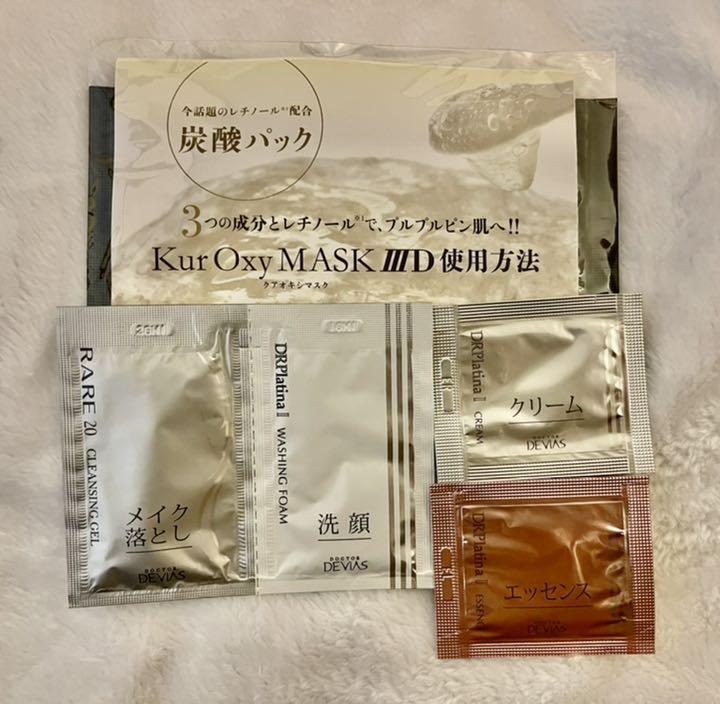 今話題のレチノール※1配合
炭酸パック
3つの成分とレチノール※1で、プルプルピン肌へ!!
Kur Oxy MASK IIID 使用方法
クアオキシマスク
RARE 20 CLEANSING GEL
メイク
落とし
DOCTOR
DEVIAS
DRPlatina II WASHING FOAM
洗顔
DOCTOR
DEVIAS
DRPlatina II CREAM
クリーム
DOCTOR
DEVIAS
DRPlatina II ESSENCE
エッセンス
DOCTOR
DEVIAS